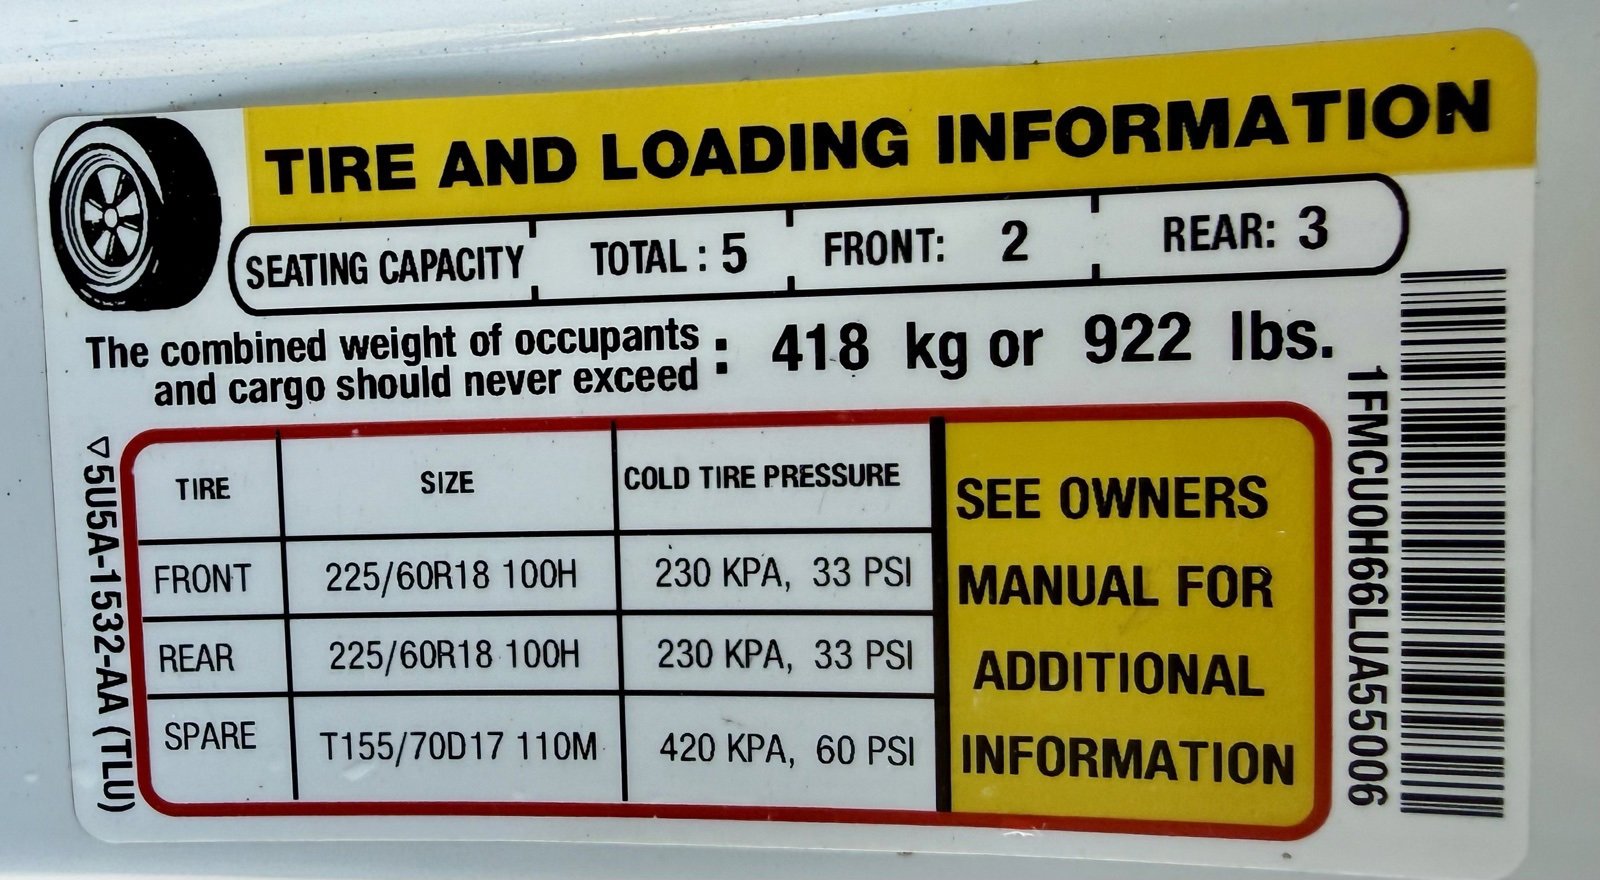 TIRE AND LOADING INFORMATION
SEATING CAPACITY TOTAL : 5 FRONT: 2 REAR: 3
The combined weight of occupants
and cargo should never exceed : 418 kg or 922 lbs.
TIRE SIZE COLD TIRE PRESSURE
FRONT 225/60R18 100H 230 KPA, 33 PSI
REAR 225/60R18 100H 230 KPA, 33 PSI
SPARE T155/70D17 110M 420 KPA, 60 PSI
SEE OWNERS
MANUAL FOR
ADDITIONAL
INFORMATION
▽5U5A-1532-AA (TLU)
1FMCU0H66LUA55006